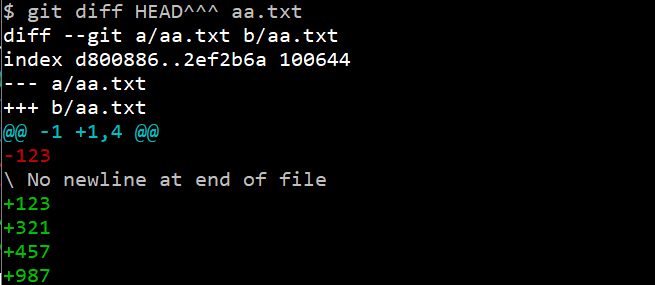 $ git diff HEAD^^^ aa.txt
diff --git a/aa.txt b/aa.txt
index d800886..2ef2b6a 100644
--- a/aa.txt
+++ b/aa.txt
@@ -1 +1,4 @@
-123
\ No newline at end of file
+123
+321
+457
+987